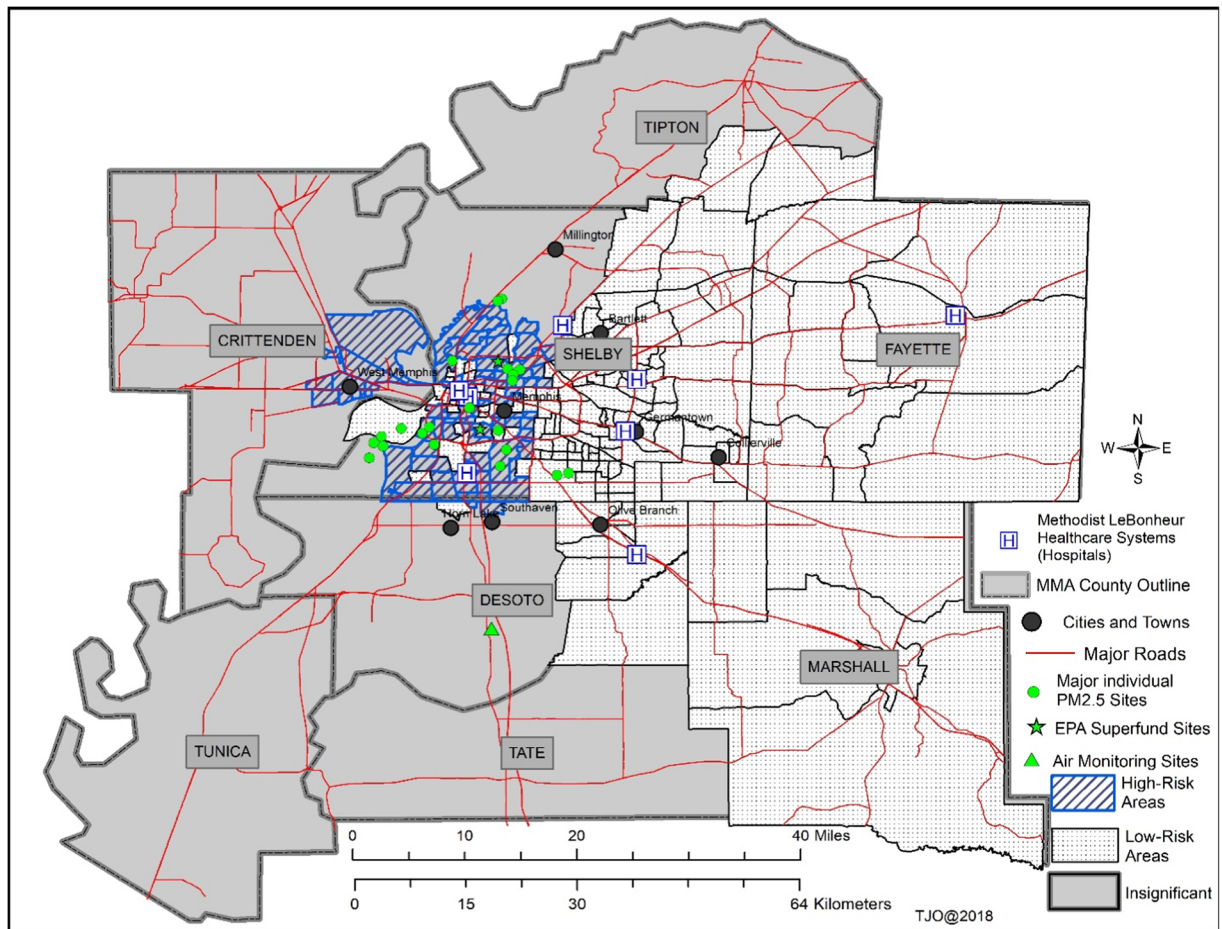 TIPTON
Millington
CRITTENDEN
Bartlett
SHELBY
FAYETTE
West Memphis
Memphis
Germantown
Collierville
N
W E
S
Horn Lake
Southaven
Olive Branch
DESOTO
MARSHALL
TUNICA
TATE
H
H
H
H
H
H
H
H
Methodist LeBonheur
Healthcare Systems
(Hospitals)
MMA County Outline
Cities and Towns
Major Roads
Major individual
PM2.5 Sites
EPA Superfund Sites
Air Monitoring Sites
High-Risk
Areas
Low-Risk
Areas
Insignificant
0 10 20 40 Miles
0 15 30 64 Kilometers
TJO@2018